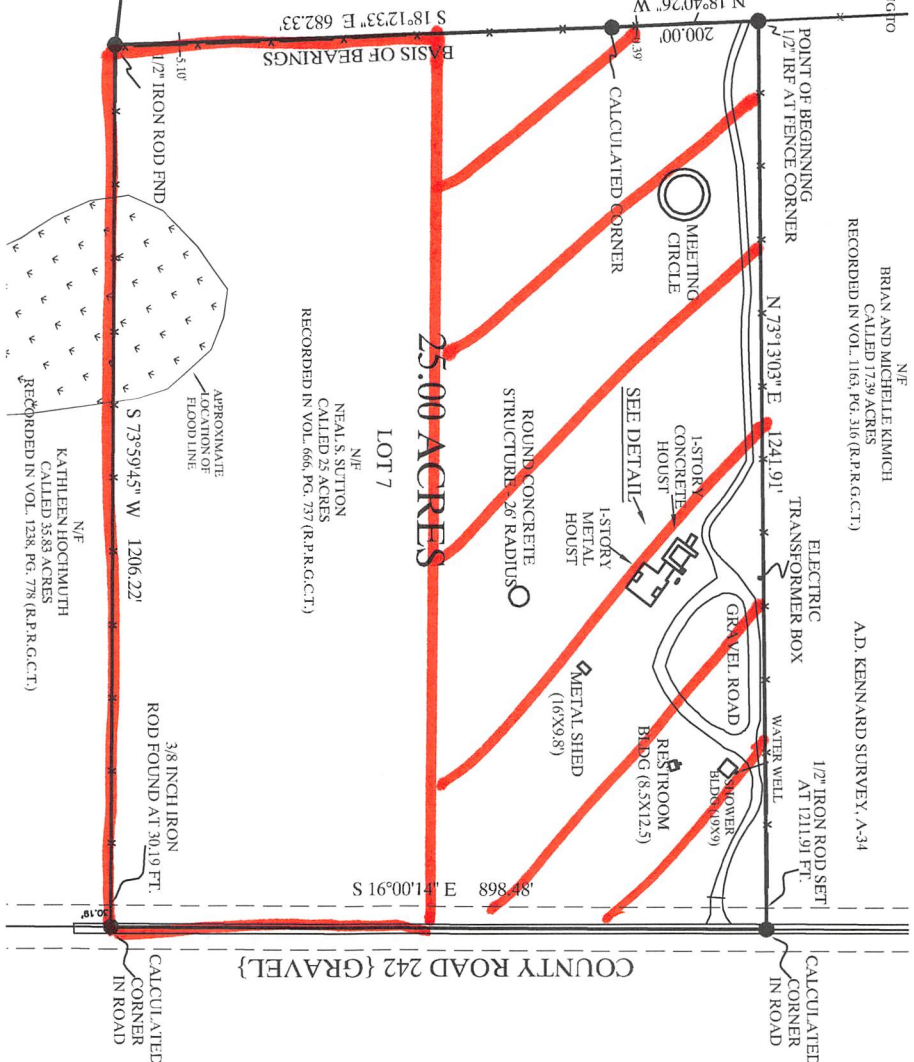 N/F
BRIAN AND MICHELLE KIMICH
CALLED 17.39 ACRES
RECORDED IN VOL. 1163, PG. 316 (R.P.R.G.C.T.)
A.D. KENNARD SURVEY, A-34
POINT OF BEGINNING
1/2" IRF AT FENCE CORNER
N 73°13'03" E 1241.91'
ELECTRIC
TRANSFORMER BOX
1/2" IRON ROD SET
AT 1211.91 FT.
CALCULATED
CORNER
IN ROAD
N 18°40'26" W
200.00'
CALCULATED CORNER
MEETING
CIRCLE
SEE DETAIL
1-STORY
CONCRETE
HOUST
1-STORY
METAL
HOUST
GRAVEL ROAD
WATER WELL
SHOWER
BLDG (19X9)
RESTROOM
BLDG (8.5X12.5)
METAL SHED
(16'X9.8')
ROUND CONCRETE
STRUCTURE - 26' RADIUS
25.00 ACRES
LOT 7
N/F
NEAL S. SUTTON
CALLED 25 ACRES
RECORDED IN VOL. 666, PG. 737 (R.P.R.G.C.T.)
S 18°12'33" E 682.33'
BASIS OF BEARINGS
5.10'
1/2" IRON ROD FND
APPROXIMATE
LOCATION OF
FLOOD LINE
S 73°59'45" W 1206.22'
S 16°00'14" E 898.48'
COUNTY ROAD 242 {GRAVEL}
3/8 INCH IRON
ROD FOUND AT 30.19 FT.
30.19'
CALCULATED
CORNER
IN ROAD
N/F
KATHLEEN HOCHMUTH
CALLED 35.83 ACRES
RECORDED IN VOL. 1238, PG. 778 (R.P.R.G.C.T.)